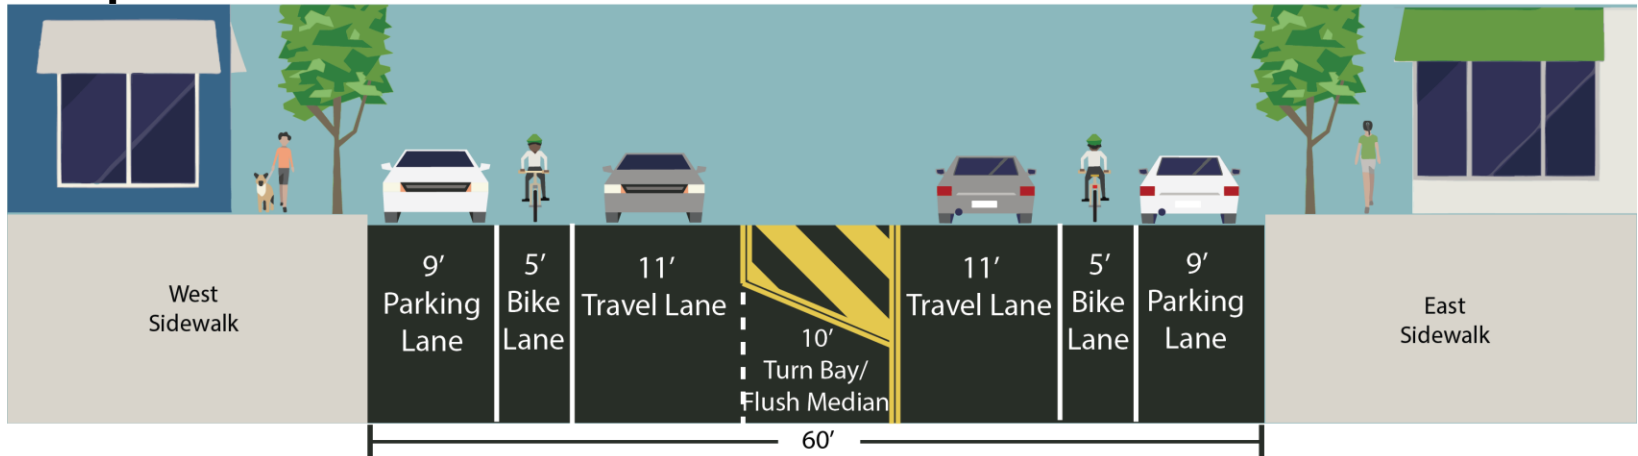 West
Sidewalk
9’
Parking
Lane
5’
Bike
Lane
11’
Travel Lane
10’
Turn Bay/
Flush Median
11’
Travel Lane
5’
Bike
Lane
9’
Parking
Lane
East
Sidewalk
60’